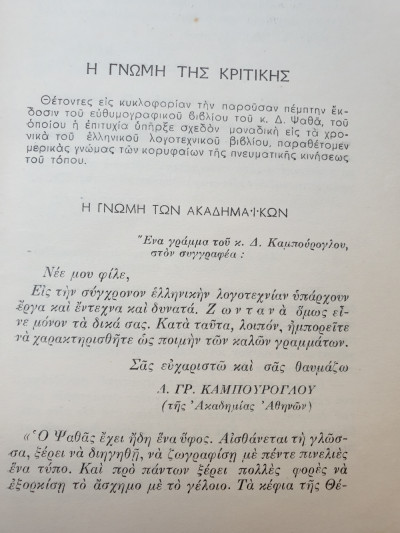 Η ΓΝΩΜΗ ΤΗΣ ΚΡΙΤΙΚΗΣ
Θέτοντες εἰς κυκλοφορίαν τὴν παροῦσαν πέμπτην ἔκ-
δοσιν τοῦ εὐθυμογραφικοῦ βιβλίου τοῦ κ. Δ. Ψαθᾶ, τοῦ
ὁποίου ἡ ἐπιτυχία ὑπῆρξε σχεδὸν μοναδικὴ εἰς τὰ χρο-
νικὰ τοῦ ἑλληνικοῦ λογοτεχνικοῦ βιβλίου, παραθέτομεν
μερικὰς γνώμας τῶν κορυφαίων τῆς πνευματικῆς κινήσεως
τοῦ τόπου.
Η ΓΝΩΜΗ ΤΩΝ ΑΚΑΔΗΜΑ·Ι·ΚΩΝ
Ἕνα γράμμα τοῦ κ. Δ. Καμπούρογλου,
στὸν συγγραφέα :
Νέε μου φίλε,
Εἰς τὴν σύγχρονον ἑλληνικὴν λογοτεχνίαν ὑπάρχουν
ἔργα καὶ ἔντεχνα καὶ δυνατά. Ζωντανὰ ὅμως εἶ-
νε μόνον τὰ δικά σας. Κατὰ ταῦτα, λοιπόν, ἠμπορεῖτε
νὰ χαρακτηρισθῆτε ὡς ποιμὴν τῶν καλῶν γραμμάτων.
Σᾶς εὐχαριστῶ καὶ σᾶς θαυμάζω
Δ. ΓΡ. ΚΑΜΠΟΥΡΟΓΛΟΥ
(τῆς Ἀκαδημίας Ἀθηνῶν)
«Ὁ Ψαθᾶς ἔχει ἤδη ἕνα ὕφος. Αἰσθάνεται τὴ γλῶσ-
σα, ξέρει νὰ διηγηθῇ, νὰ ζωγραφίσῃ μὲ πέντε πινελιὲς
ἕνα τύπο. Καὶ πρὸ πάντων ξέρει πολλὲς φορὲς νὰ
ἐξορκίσῃ τὸ ἄσχημο μὲ τὸ γέλοιο. Τὰ κέφια τῆς Θέ-